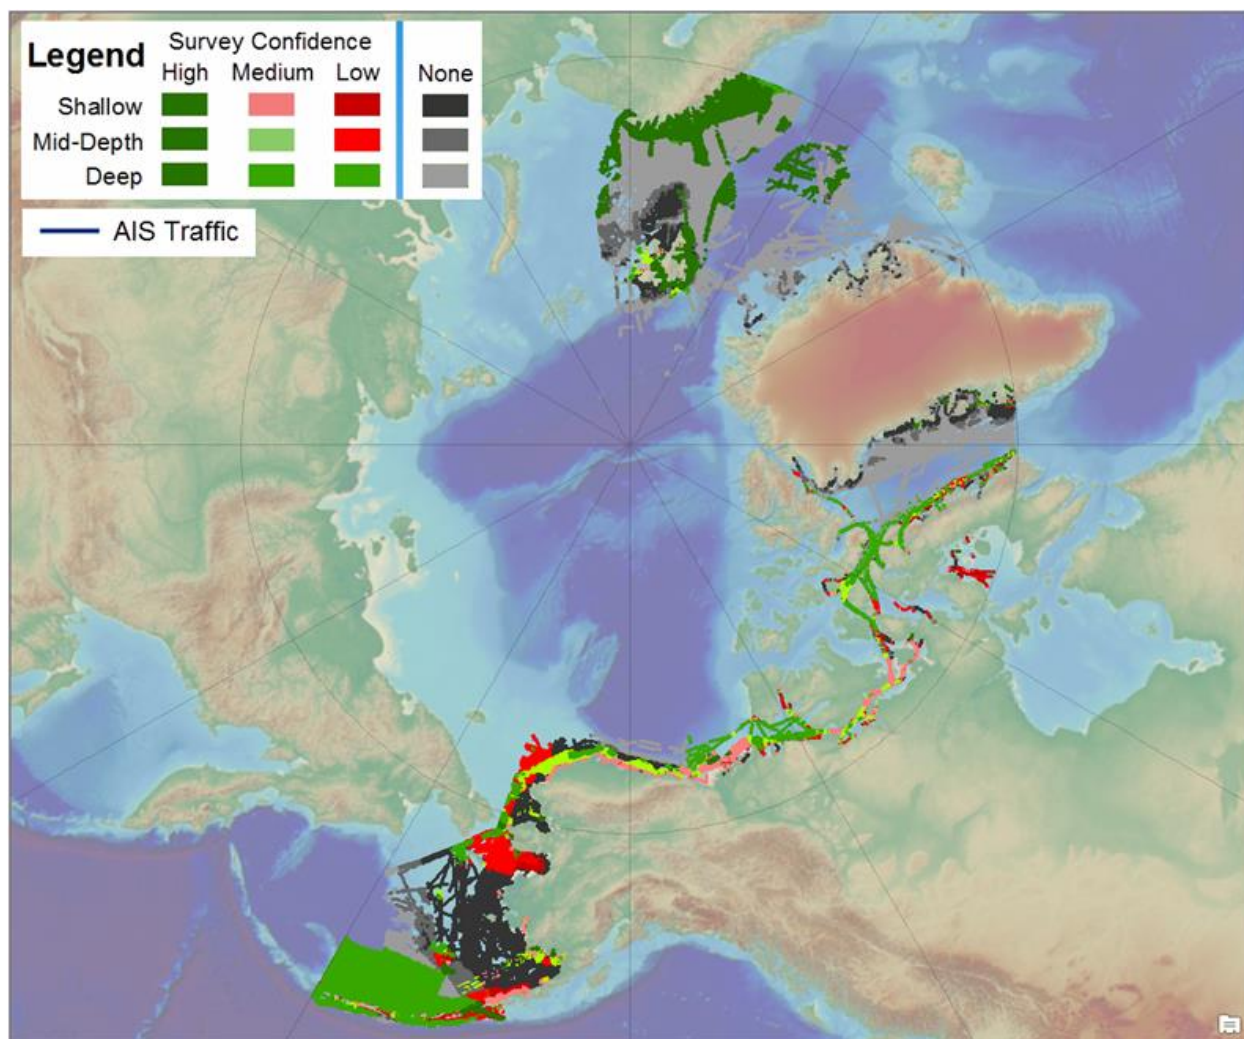 Legend
Survey Confidence
High Medium Low None
Shallow
Mid-Depth
Deep
AIS Traffic